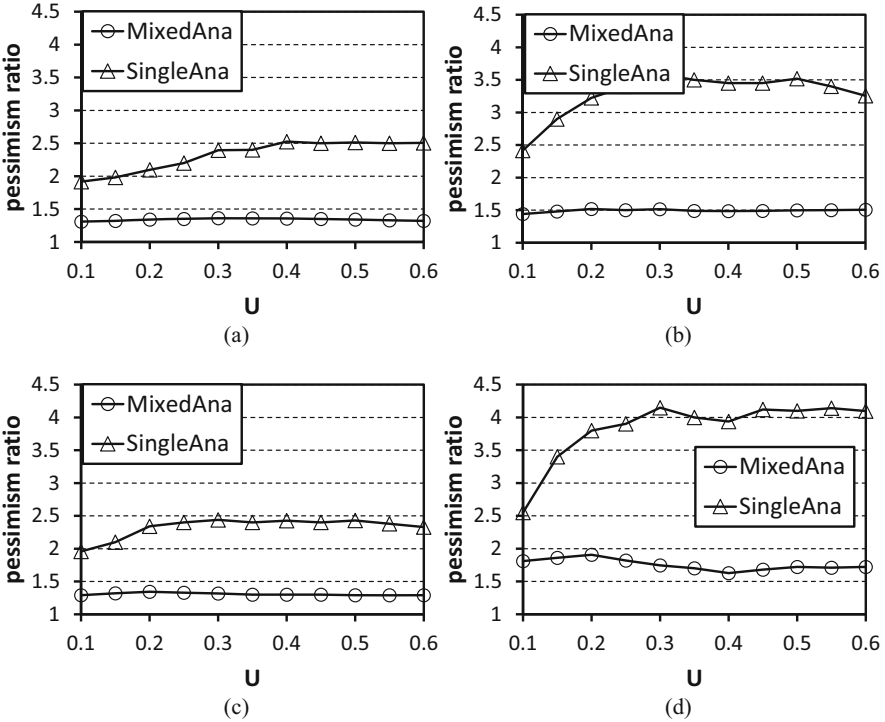 4.5
4
3.5
3
2.5
2
1.5
1
pessimism ratio
MixedAna
SingleAna
0.1 0.2 0.3 0.4 0.5 0.6
U
(a)
4.5
4
3.5
3
2.5
2
1.5
1
pessimism ratio
MixedAna
SingleAna
0.1 0.2 0.3 0.4 0.5 0.6
U
(b)
4.5
4
3.5
3
2.5
2
1.5
1
pessimism ratio
MixedAna
SingleAna
0.1 0.2 0.3 0.4 0.5 0.6
U
(c)
4.5
4
3.5
3
2.5
2
1.5
1
pessimism ratio
MixedAna
SingleAna
0.1 0.2 0.3 0.4 0.5 0.6
U
(d)